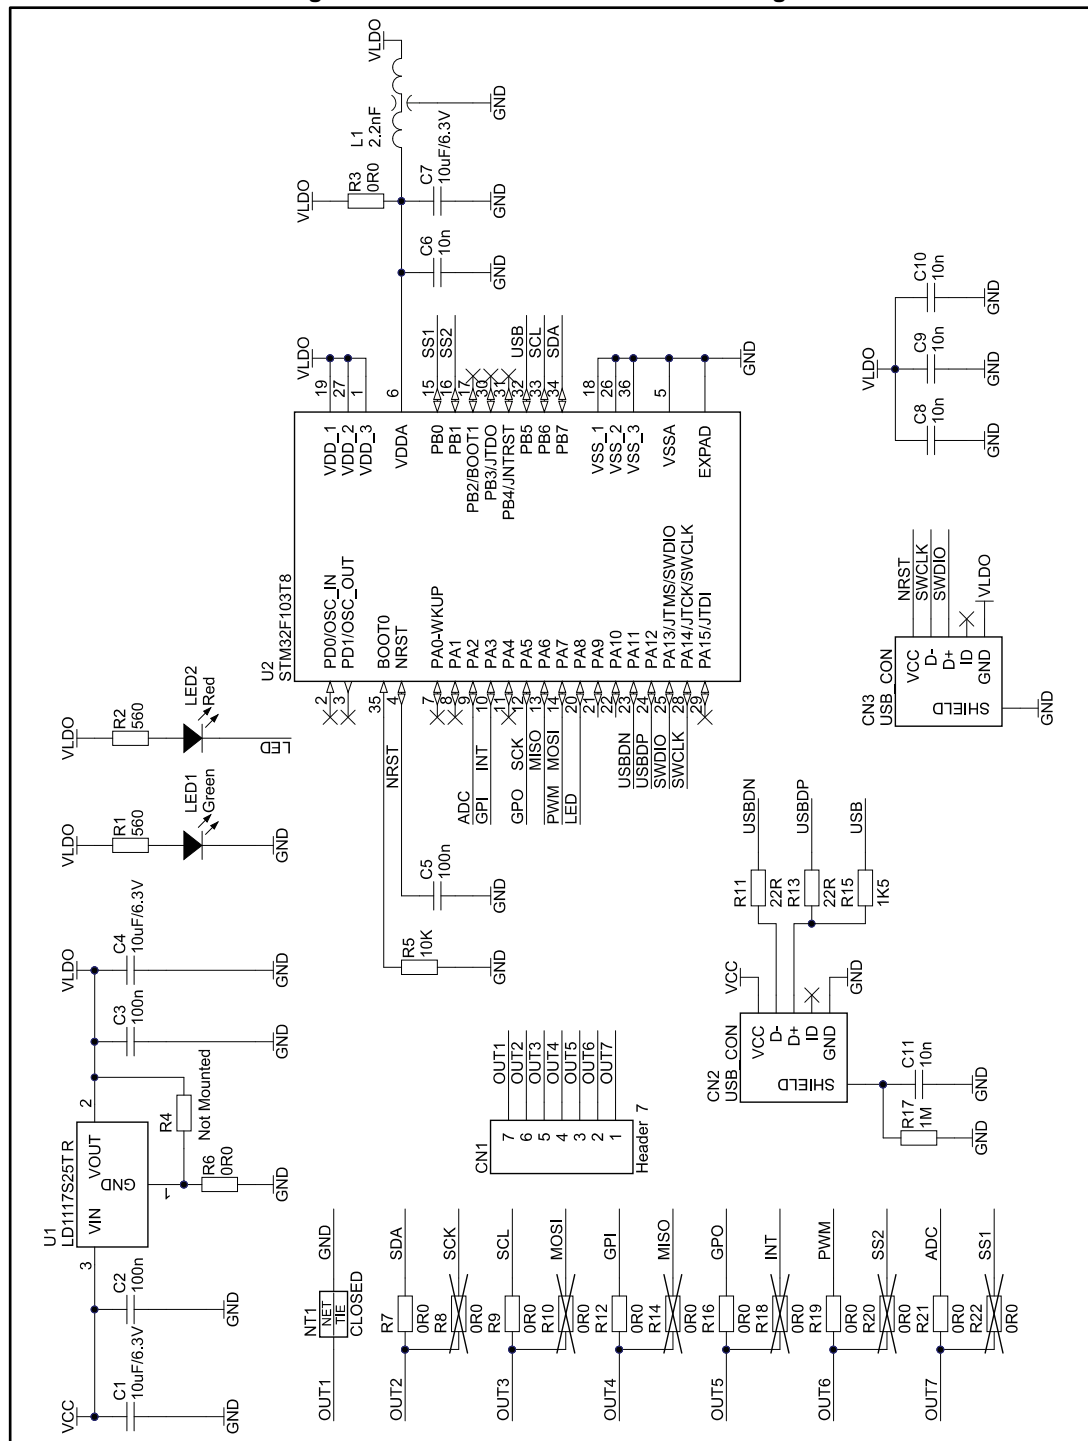 VCC
C1
10uF/6.3V
GND
C2
100n
GND
U1
LD1117S25TR
3
VIN
VOUT
2
GND
1
R4
Not Mounted
R6
0R0
GND
C3
100n
GND
VLDO
C4
10uF/6.3V
GND
VLDO
R1
560
LED1
Green
GND
VLDO
R2
560
LED2
Red
LED
NT1
NET
TIE
CLOSED
OUT1
GND
OUT2
R7
0R0
SDA
R8
0R0
SCK
OUT3
R9
0R0
SCL
R10
0R0
MOSI
OUT4
R12
0R0
GPI
R14
0R0
MISO
OUT5
R16
0R0
GPO
R18
0R0
INT
OUT6
R19
0R0
PWM
R20
0R0
SS2
OUT7
R21
0R0
ADC
R22
0R0
SS1
CN1
7 OUT1
6 OUT2
5 OUT3
4 OUT4
3 OUT5
2 OUT6
1 OUT7
Header 7
R5
10K
GND
C5
100n
GND
NRST
ADC
GPI
INT
GPO
SCK
MISO
PWM
MOSI
LED
USBDN
USBDP
SWDIO
SWCLK
U2
STM32F103T8
2 PD0/OSC_IN
3 PD1/OSC_OUT
35 BOOT0
4 NRST
7 PA0-WKUP
8 PA1
9 PA2
10 PA3
11 PA4
12 PA5
13 PA6
14 PA7
20 PA8
21 PA9
22 PA10
23 PA11
24 PA12
25 PA13/JTMS/SWDIO
28 PA14/JTCK/SWCLK
29 PA15/JTDI
VDD_1 19
VDD_2 27
VDD_3 1
VLDO
VDDA 6
PB0 15 SS1
PB1 16 SS2
PB2/BOOT1 17
PB3/JTDO 30
PB4/JNTRST 31
PB5 32 USB
PB6 33 SCL
PB7 34 SDA
VSS_1 18
VSS_2 26
VSS_3 36
VSSA 5
EXPAD
GND
C6
10n
GND
VLDO
R3
0R0
C7
10uF/6.3V
GND
L1
2.2nF
VLDO
GND
CN2
USB_CON
VCC
D-
D+
ID
GND
SHIELD
VCC
GND
R11
22R
USBDN
R13
22R
USBDP
R15
1K5
USB
R17
1M
GND
C11
10n
GND
CN3
USB_CON
VCC
D-
D+
ID
GND
SHIELD
NRST
SWCLK
SWDIO
VLDO
GND
VLDO
C8
10n
GND
C9
10n
GND
C10
10n
GND